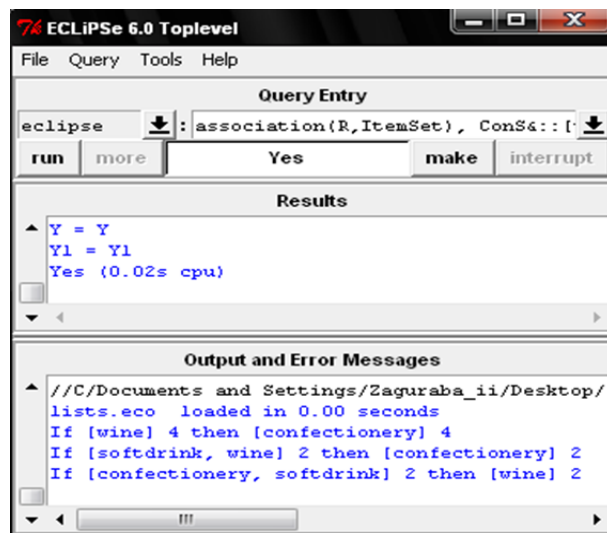 ECLiPSe 6.0 Toplevel
File Query Tools Help
Query Entry
eclipse : association(R,ItemSet), ConS&::[
run more Yes make interrupt
Results
Y = Y
Y1 = Y1
Yes (0.02s cpu)
Output and Error Messages
//C/Documents and Settings/Zaguraba_ii/Desktop/
lists.eco loaded in 0.00 seconds
If [wine] 4 then [confectionery] 4
If [softdrink, wine] 2 then [confectionery] 2
If [confectionery, softdrink] 2 then [wine] 2